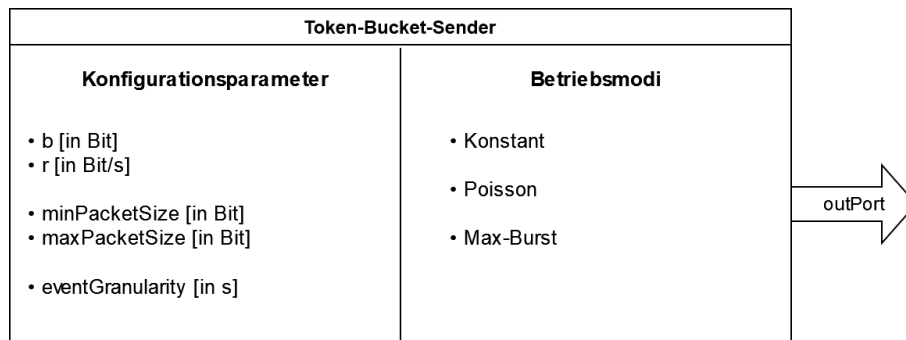 Token-Bucket-Sender
Konfigurationsparameter
• b [in Bit]
• r [in Bit/s]
• minPacketSize [in Bit]
• maxPacketSize [in Bit]
• eventGranularity [in s]
Betriebsmodi
• Konstant
• Poisson
• Max-Burst
outPort